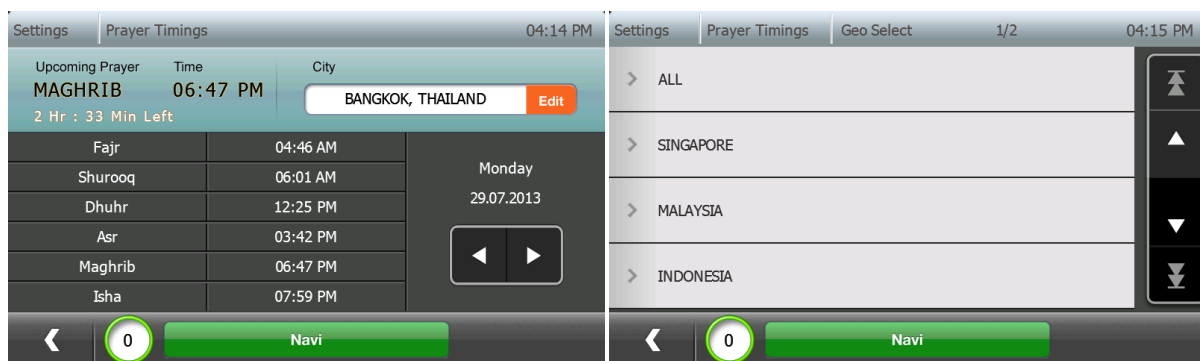 Settings Prayer Timings 04:14 PM
Upcoming Prayer Time City
MAGHRIB 06:47 PM BANGKOK, THAILAND Edit
2 Hr : 33 Min Left
Fajr 04:46 AM
Shurooq 06:01 AM
Dhuhr 12:25 PM
Asr 03:42 PM
Maghrib 06:47 PM
Isha 07:59 PM
Monday
29.07.2013
0 Navi
Settings Prayer Timings Geo Select 1/2 04:15 PM
ALL
SINGAPORE
MALAYSIA
INDONESIA
0 Navi